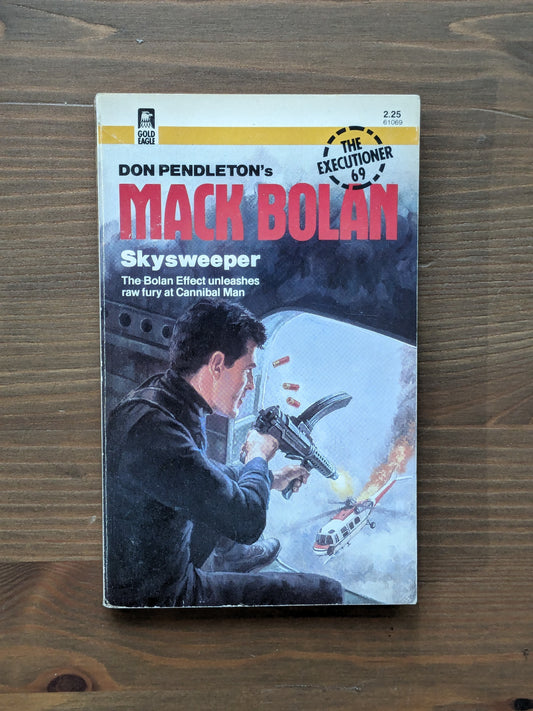 GOLD
EAGLE
2.25
61069
THE
EXECUTIONER
69
DON PENDLETON's
MACK BOLAN
Skysweeper
The Bolan Effect unleashes
raw fury at Cannibal Man